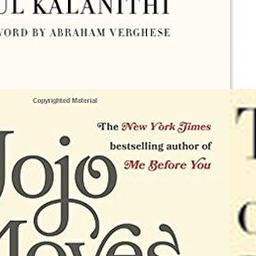 UL KALANITHI
WORD BY ABRAHAM VERGHESE
Copyrighted Material
The New York Times
bestselling author of
Me Before You
Jojo
Moyes